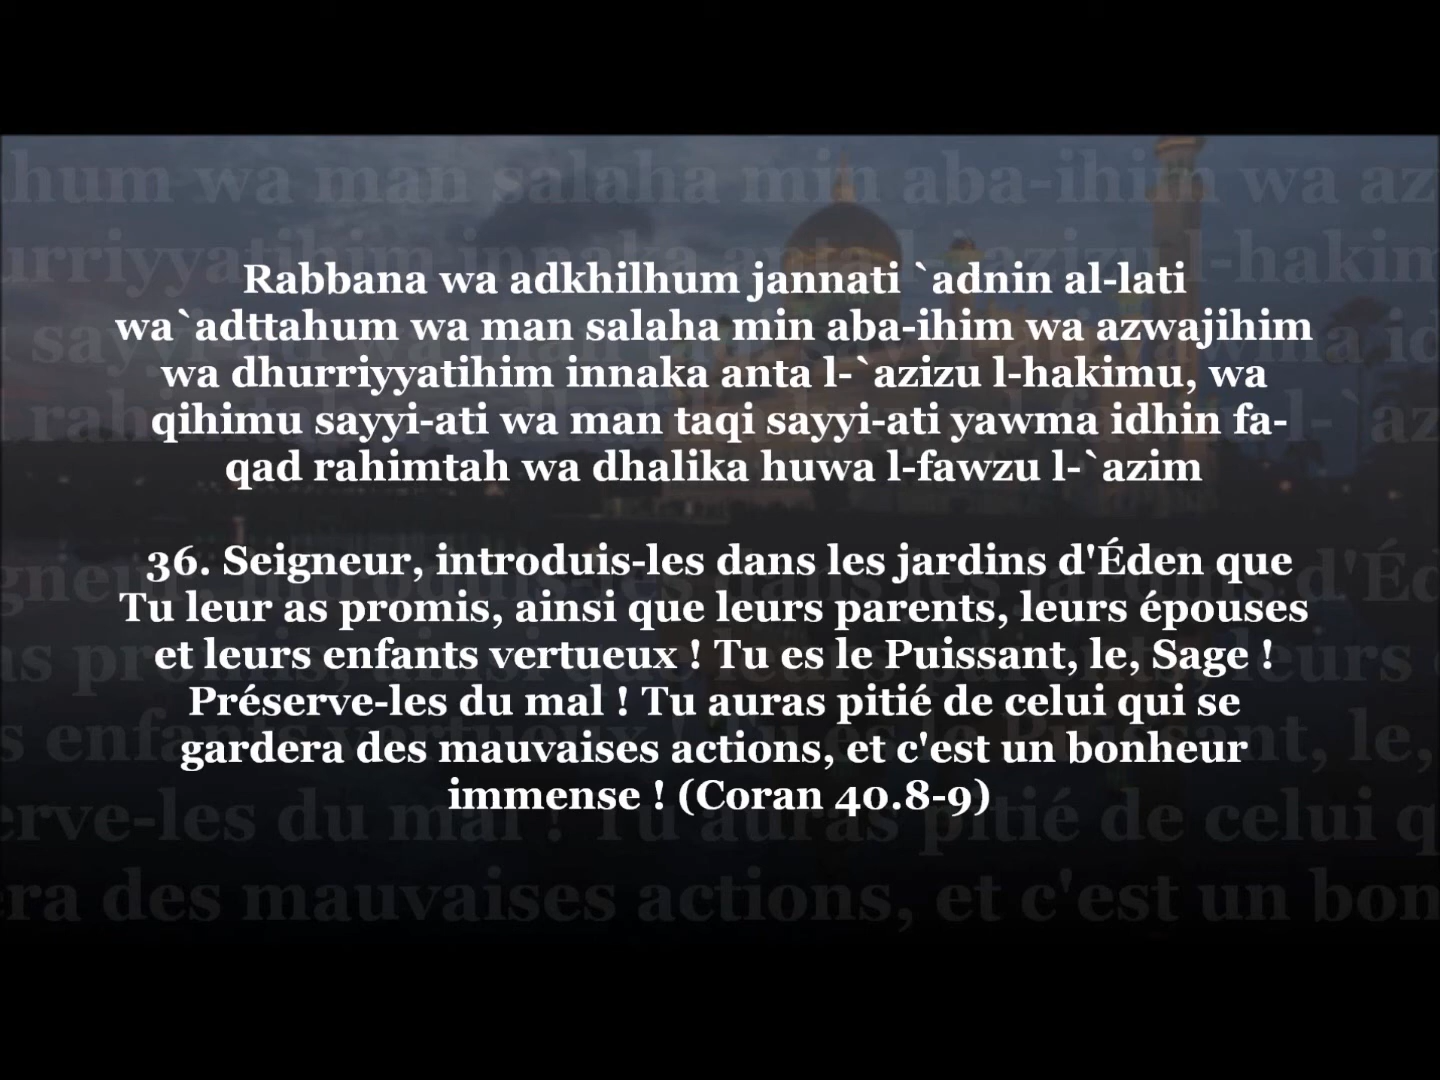 Rabbana wa adkhilhum jannati `adnin al-lati
wa`adttahum wa man salaha min aba-ihim wa azwajihim
wa dhurriyyatihim innaka anta l-`azizu l-hakimu, wa
qihimu sayyi-ati wa man taqi sayyi-ati yawma idhin fa-
qad rahimtah wa dhalika huwa l-fawzu l-`azim
36. Seigneur, introduis-les dans les jardins d'Éden que
Tu leur as promis, ainsi que leurs parents, leurs épouses
et leurs enfants vertueux ! Tu es le Puissant, le, Sage !
Préserve-les du mal ! Tu auras pitié de celui qui se
gardera des mauvaises actions, et c'est un bonheur
immense ! (Coran 40.8-9)